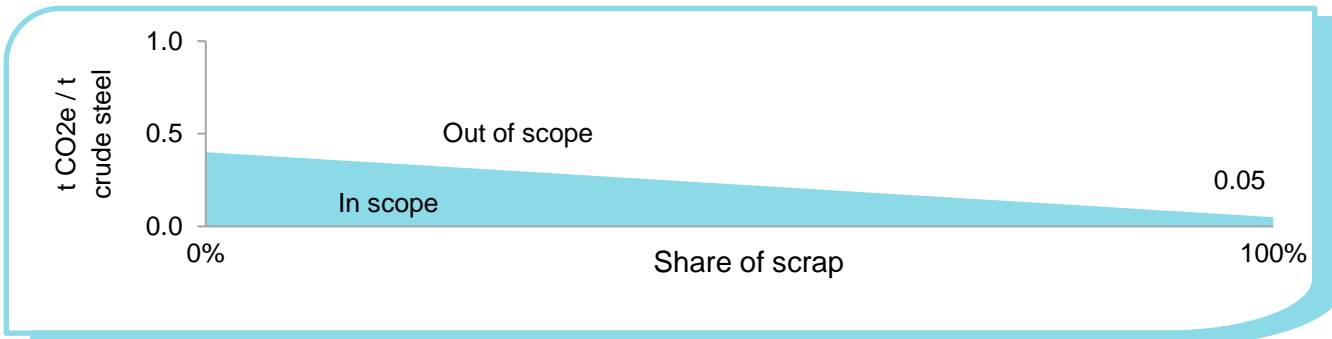 t CO2e / t
crude steel
1.0
0.5
0.0
Out of scope
In scope
0.05
0%
100%
Share of scrap